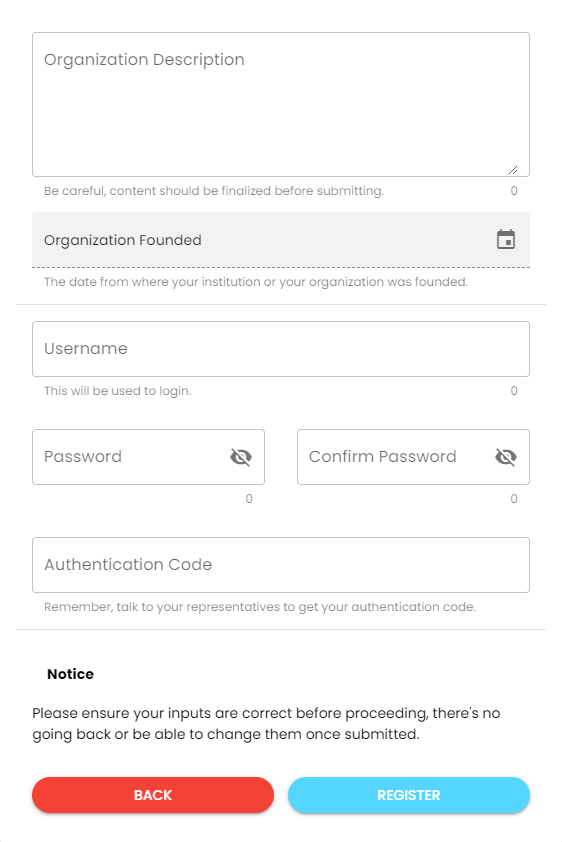 Organization Description
Be careful, content should be finalized before submitting. 0
Organization Founded
The date from where your institution or your organization was founded.
Username
This will be used to login. 0
Password Confirm Password
0 0
Authentication Code
Remember, talk to your representatives to get your authentication code.
Notice
Please ensure your inputs are correct before proceeding, there's no
going back or be able to change them once submitted.
BACK REGISTER